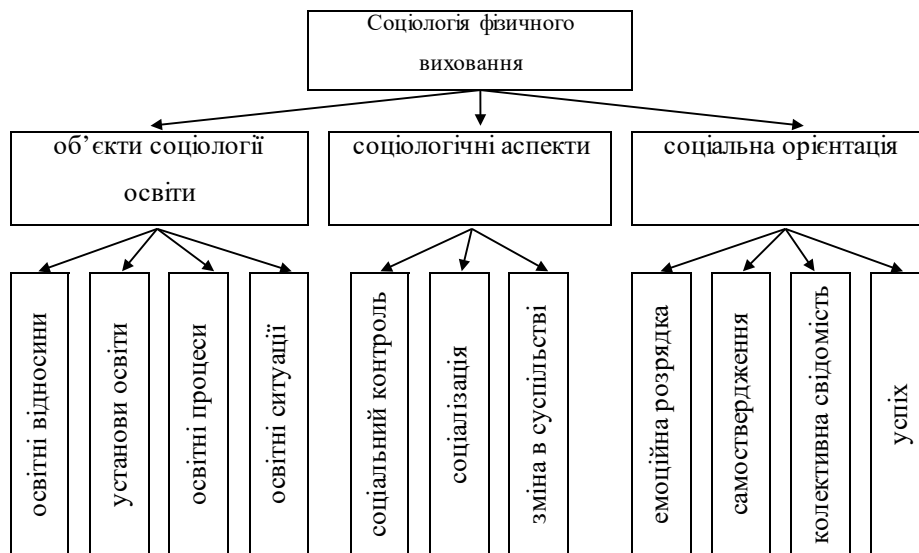 Соціологія фізичного
виховання
об’єкти соціології
освіти
соціологічні аспекти
соціальна орієнтація
освітні відносини
установи освіти
освітні процеси
освітні ситуації
соціальний контроль
соціалізація
зміна в суспільстві
емоційна розрядка
самоствердження
колективна свідомість
успіх